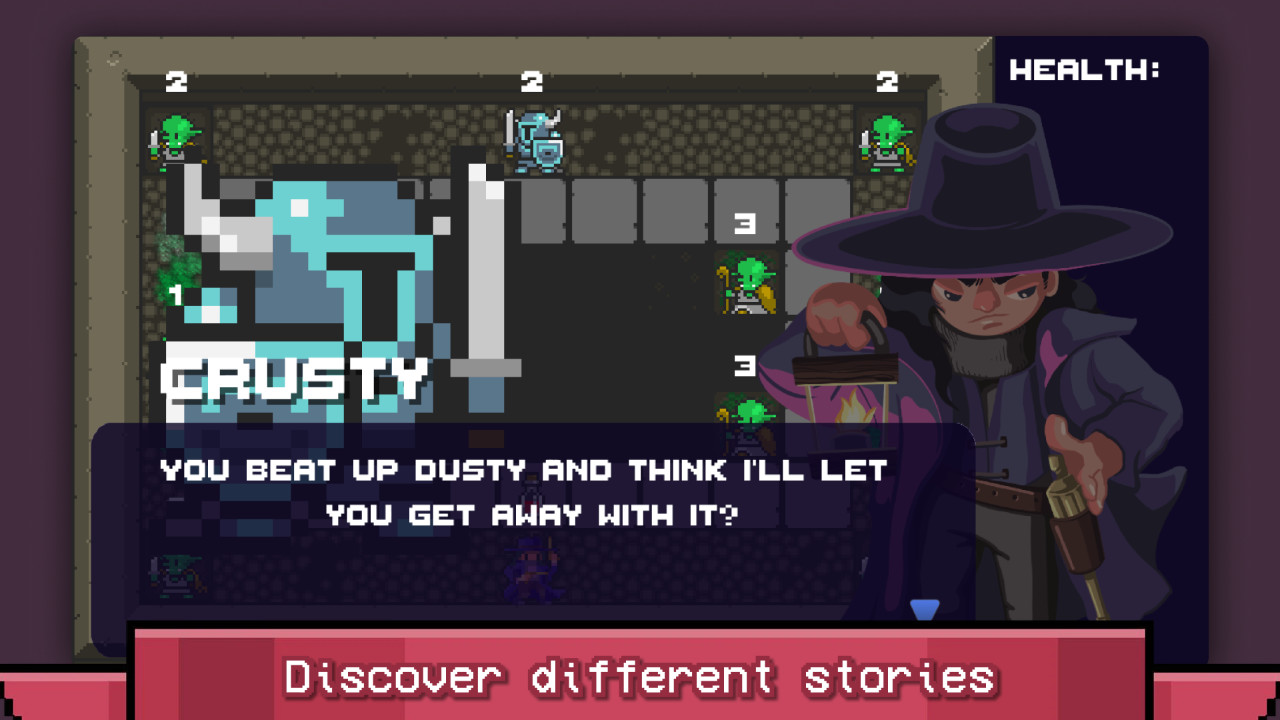 HEALTH:
2 2 2
3
1
CRUSTY
3
YOU BEAT UP DUSTY AND THINK I'LL LET
YOU GET AWAY WITH IT?
Discover different stories